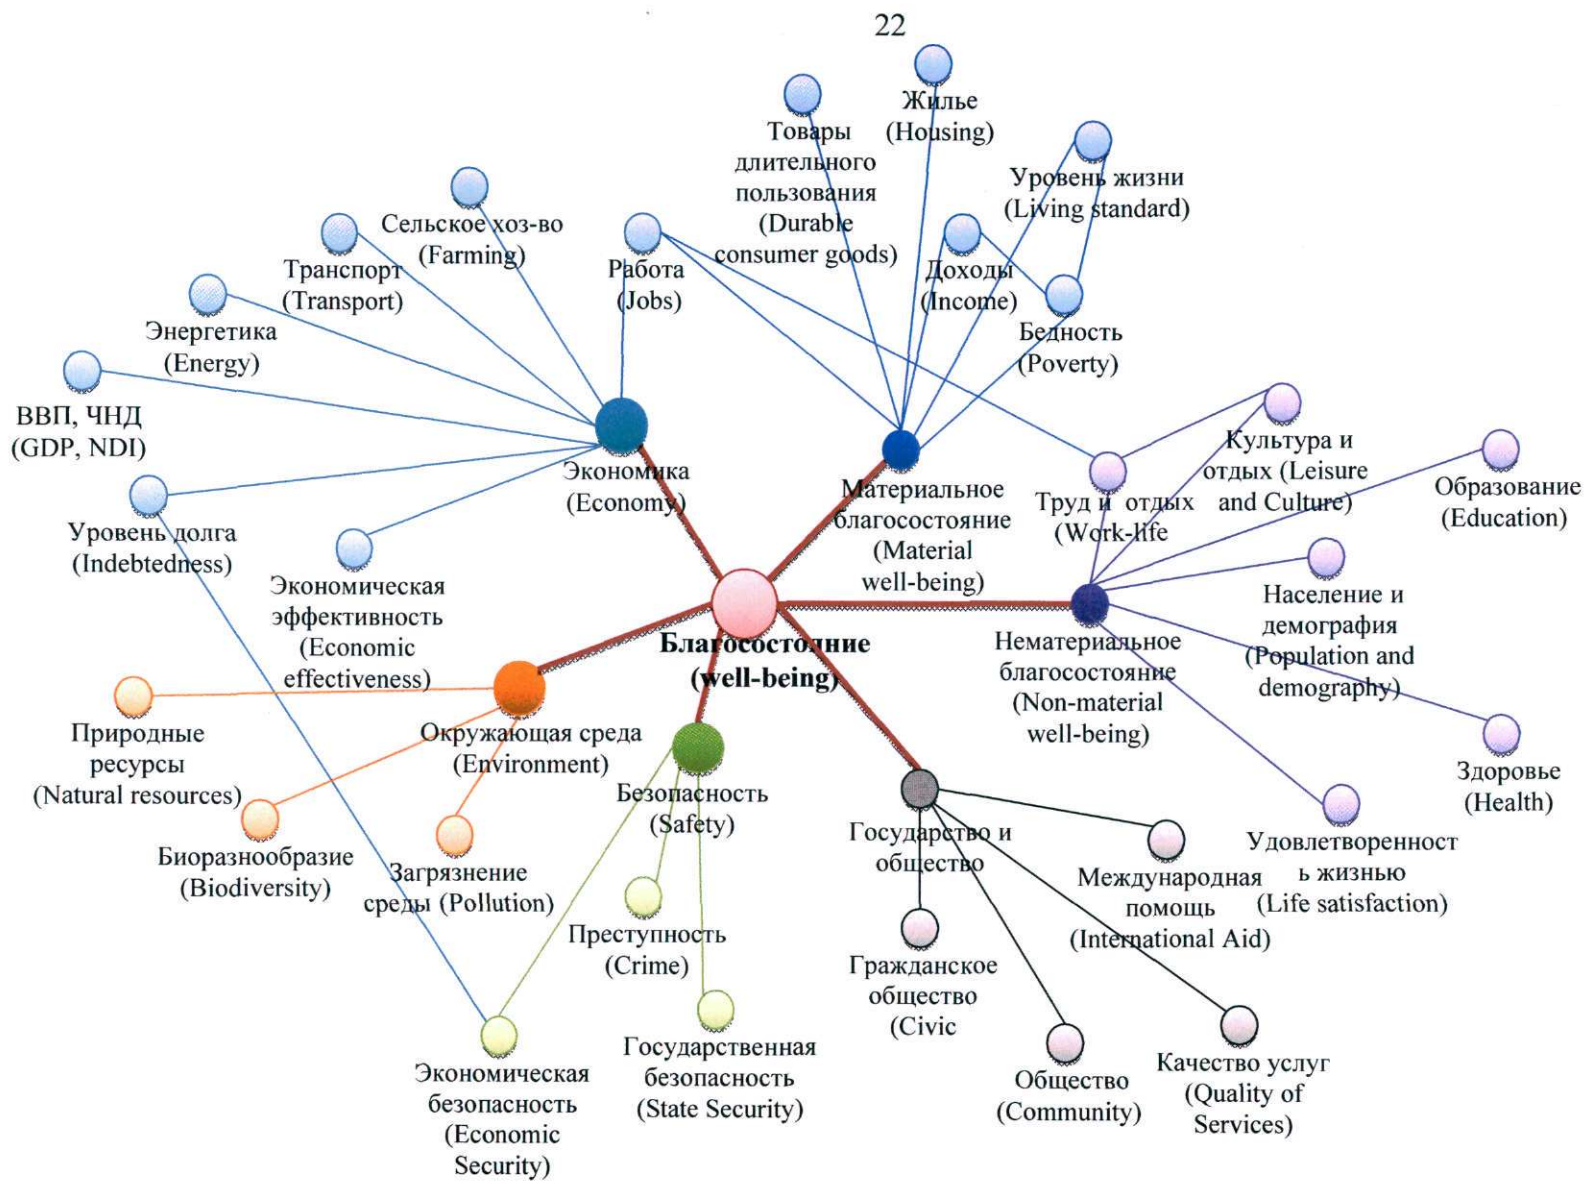 22
Жилье
(Housing)
Товары
длительного
пользования
(Durable
consumer goods)
Уровень жизни
(Living standard)
Сельское хоз-во
(Farming)
Работа
(Jobs)
Доходы
(Income)
Транспорт
(Transport)
Бедность
(Poverty)
Энергетика
(Energy)
ВВП, ЧНД
(GDP, NDI)
Экономика
(Economy)
Материальное
благосостояние
(Material
well-being)
Труд и отдых
(Work-life
Культура и
отдых (Leisure
and Culture)
Образование
(Education)
Уровень долга
(Indebtedness)
Экономическая
эффективность
(Economic
effectiveness)
Население и
демография
(Population and
demography)
Благосостояние
(well-being)
Нематериальное
благосостояние
(Non-material
well-being)
Природные
ресурсы
(Natural resources)
Окружающая среда
(Environment)
Безопасность
(Safety)
Здоровье
(Health)
Государство и
общество
Удовлетворенност
ь жизнью
(Life satisfaction)
Биоразнообразие
(Biodiversity)
Загрязнение
среды (Pollution)
Международная
помощь
(International Aid)
Преступность
(Crime)
Гражданское
общество
(Civic
Экономическая
безопасность
(Economic
Security)
Государственная
безопасность
(State Security)
Общество
(Community)
Качество услуг
(Quality of
Services)